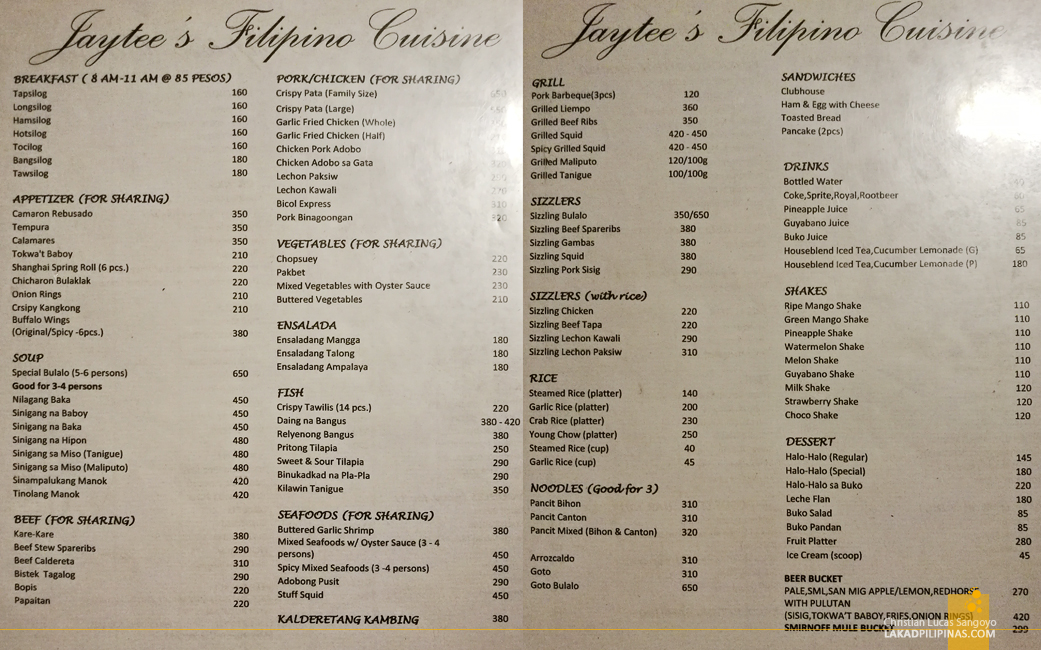 Jaytee's Filipino Cuisine
BREAKFAST ( 8 AM-11 AM @ 85 PESOS)
Tapsilog 160
Longsilog 160
Hamsilog 160
Hotsilog 160
Tocilog 160
Bangsilog 180
Tawsilog 180
APPETIZER (FOR SHARING)
Camaron Rebusado 350
Tempura 350
Calamares 350
Tokwa't Baboy 210
Shanghai Spring Roll (6 pcs.) 220
Chicharon Bulaklak 220
Onion Rings 210
Crsipy Kangkong 210
Buffalo Wings
(Original/Spicy -6pcs.) 380
SOUP
Special Bulalo (5-6 persons) 650
Good for 3-4 persons
Nilagang Baka 450
Sinigang na Baboy 450
Sinigang na Baka 450
Sinigang na Hipon 480
Sinigang sa Miso (Tanigue) 480
Sinigang sa Miso (Maliputo) 480
Sinampalukang Manok 420
Tinolang Manok 420
BEEF (FOR SHARING)
Kare-Kare 380
Beef Stew Spareribs 290
Beef Caldereta 310
Bistek Tagalog 290
Bopis 220
Papaitan 220
PORK/CHICKEN (FOR SHARING)
Crispy Pata (Family Size)
Crispy Pata (Large)
Garlic Fried Chicken (Whole)
Garlic Fried Chicken (Half)
Chicken Pork Adobo
Chicken Adobo sa Gata
Lechon Paksiw
Lechon Kawali
Bicol Express 310
Pork Binagoongan 320
VEGETABLES (FOR SHARING)
Chopsuey 220
Pakbet 230
Mixed Vegetables with Oyster Sauce 230
Buttered Vegetables 210
ENSALADA
Ensaladang Mangga 180
Ensaladang Talong 180
Ensaladang Ampalaya 180
FISH
Crispy Tawilis (14 pcs.) 220
Daing na Bangus 380 - 420
Relyenong Bangus 380
Pritong Tilapia 250
Sweet & Sour Tilapia 290
Binukadkad na Pla-Pla 290
Kilawin Tanigue 350
SEAFOODS (FOR SHARING)
Buttered Garlic Shrimp 380
Mixed Seafoods w/ Oyster Sauce (3 - 4
persons) 450
Spicy Mixed Seafoods (3 -4 persons) 450
Adobong Pusit 290
Stuff Squid 450
KALDERETANG KAMBING 380
Jaytee's Filipino Cuisine
GRILL
Pork Barbeque(3pcs) 120
Grilled Liempo 360
Grilled Beef Ribs 350
Grilled Squid 420 - 450
Spicy Grilled Squid 420 - 450
Grilled Maliputo 120/100g
Grilled Tanigue 100/100g
SIZZLERS
Sizzling Bulalo 350/650
Sizzling Beef Spareribs 380
Sizzling Gambas 380
Sizzling Squid 380
Sizzling Pork Sisig 290
SIZZLERS (with rice)
Sizzling Chicken 220
Sizzling Beef Tapa 220
Sizzling Lechon Kawali 290
Sizzling Lechon Paksiw 310
RICE
Steamed Rice (platter) 140
Garlic Rice (platter) 200
Crab Rice (platter) 230
Young Chow (platter) 250
Steamed Rice (cup) 40
Garlic Rice (cup) 45
NOODLES (Good for 3)
Pancit Bihon 310
Pancit Canton 310
Pancit Mixed (Bihon & Canton) 320
Arrozcaldo 310
Goto 310
Goto Bulalo 650
SANDWICHES
Clubhouse
Ham & Egg with Cheese
Toasted Bread
Pancake (2pcs)
DRINKS
Bottled Water
Coke,Sprite,Royal,Rootbeer
Pineapple Juice 65
Guyabano Juice 85
Buko Juice 85
Houseblend Iced Tea,Cucumber Lemonade (G) 65
Houseblend Iced Tea,Cucumber Lemonade (P) 180
SHAKES
Ripe Mango Shake 110
Green Mango Shake 110
Pineapple Shake 110
Watermelon Shake 110
Melon Shake 110
Guyabano Shake 110
Milk Shake 120
Strawberry Shake 120
Choco Shake 120
DESSERT
Halo-Halo (Regular) 145
Halo-Halo (Special) 180
Halo-Halo sa Buko 220
Leche Flan 180
Buko Salad 85
Buko Pandan 85
Fruit Platter 280
Ice Cream (scoop) 45
BEER BUCKET
PALE,SML,SAN MIG APPLE/LEMON,REDHORSE 270
WITH PULUTAN
(SISIG,TOKWA'T BABOY,FRIES,ONION RINGS) 420
SMIRNOFF MULE BUCKET 299
Christian Lucas Sangoyo
LAKADPILIPINAS.COM